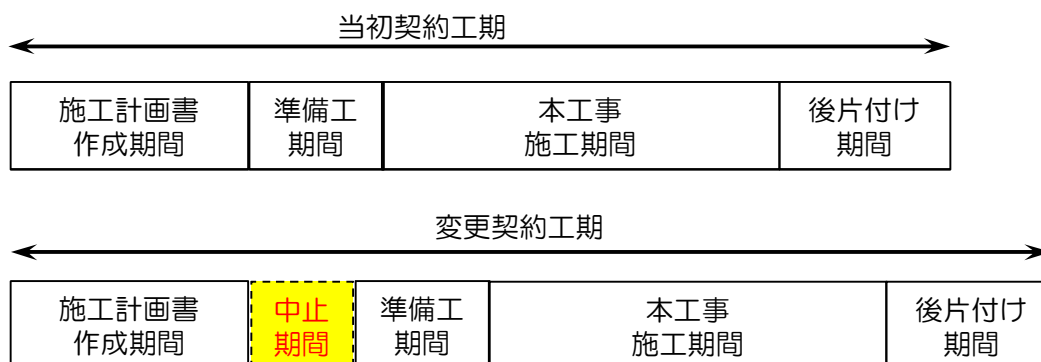 当初契約工期
施工計画書
作成期間
準備工
期間
本工事
施工期間
後片付け
期間
変更契約工期
施工計画書
作成期間
中止
期間
準備工
期間
本工事
施工期間
後片付け
期間